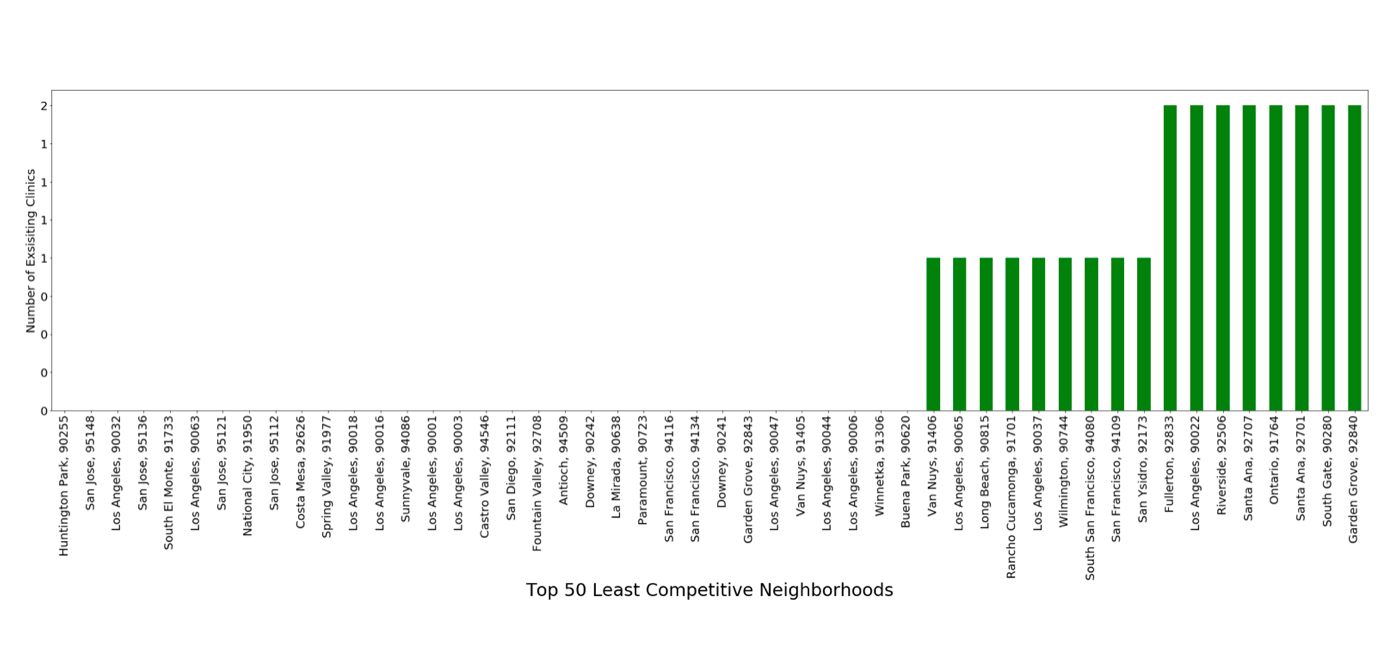 Number of Exsisiting Clinics
2
1
1
1
1
0
0
0
0
Huntington Park, 90255
San Jose, 95148
Los Angeles, 90032
San Jose, 95136
South El Monte, 91733
Los Angeles, 90063
San Jose, 95121
National City, 91950
San Jose, 95112
Costa Mesa, 92626
Spring Valley, 91977
Los Angeles, 90018
Los Angeles, 90016
Sunnyvale, 94086
Los Angeles, 90001
Los Angeles, 90003
Castro Valley, 94546
San Diego, 92111
Fountain Valley, 92708
Antioch, 94509
Downey, 90242
La Mirada, 90638
Paramount, 90723
San Francisco, 94116
San Francisco, 94134
Downey, 90241
Garden Grove, 92843
Los Angeles, 90047
Van Nuys, 91405
Los Angeles, 90044
Los Angeles, 90006
Winnetka, 91306
Buena Park, 90620
Van Nuys, 91406
Los Angeles, 90065
Long Beach, 90815
Rancho Cucamonga, 91701
Los Angeles, 90037
Wilmington, 90744
South San Francisco, 94080
San Francisco, 94109
San Ysidro, 92173
Fullerton, 92833
Los Angeles, 90022
Riverside, 92506
Santa Ana, 92707
Ontario, 91764
Santa Ana, 92701
South Gate, 90280
Garden Grove, 92840
Top 50 Least Competitive Neighborhoods